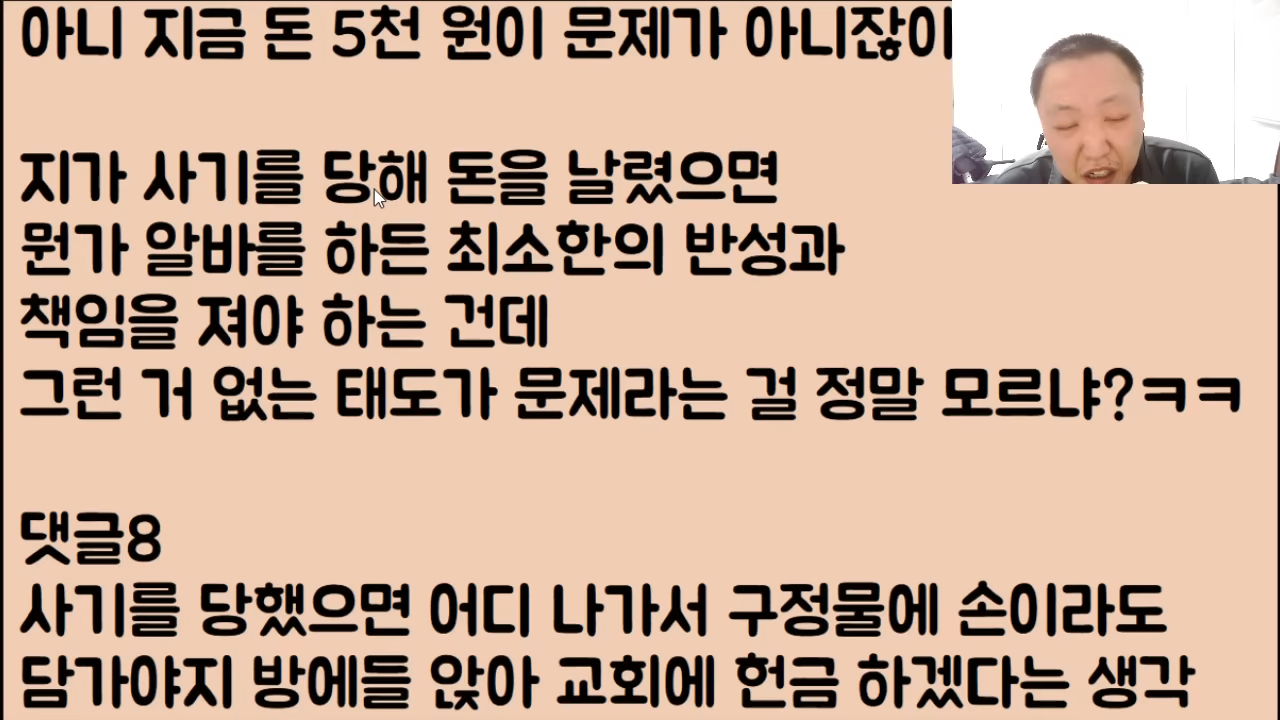 아니 지금 돈 5천 원이 문제가 아니잖이
지가 사기를 당해 돈을 날렸으면
뭔가 알바를 하든 최소한의 반성과
책임을 져야 하는 건데
그런 거 없는 태도가 문제라는 걸 정말 모르냐?ㅋㅋ
댓글8
사기를 당했으면 어디 나가서 구정물에 손이라도
담가야지 방에들 앉아 교회에 헌금 하겠다는 생각